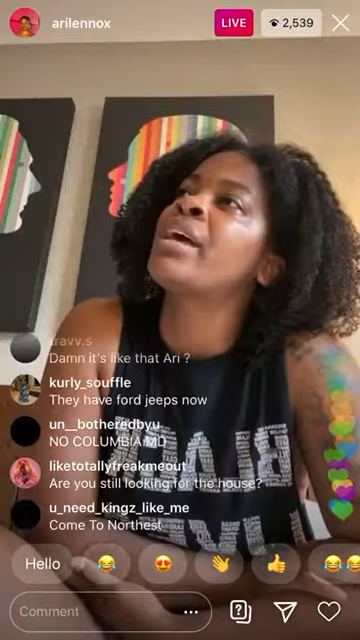 arilennox
LIVE
2,539
travv.s
Damn it's like that Ari ?
kurly_souffle
They have ford jeeps now
un__botheredbyu
NO COLUMBIA MD
liketotallyfreakmeout
Are you still looking for the house?
u_need_kingz_like_me
Come To Northest
Hello
Comment